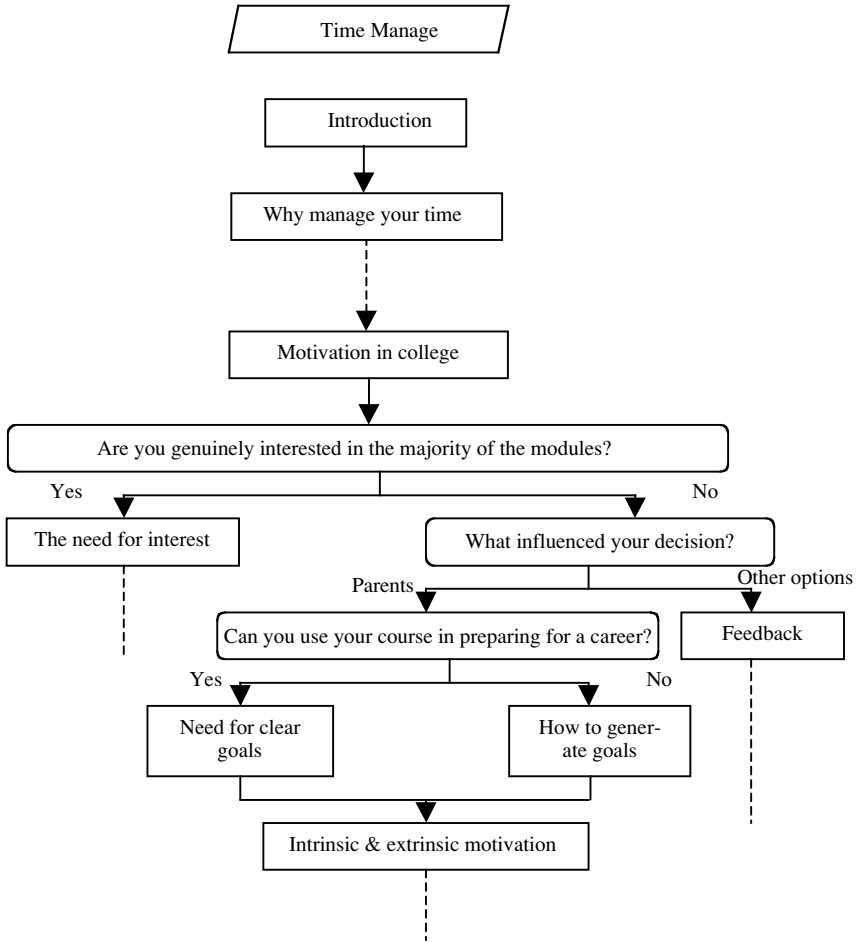 Time Manage
Introduction
Why manage your time
Motivation in college
Are you genuinely interested in the majority of the modules?
Yes
No
The need for interest
What influenced your decision?
Parents
Other options
Can you use your course in preparing for a career?
Feedback
Yes
No
Need for clear
goals
How to gener-
ate goals
Intrinsic & extrinsic motivation